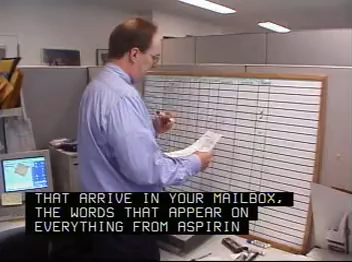 THAT ARRIVE IN YOUR MAILBOX,
THE WORDS THAT APPEAR ON
EVERYTHING FROM ASPIRIN